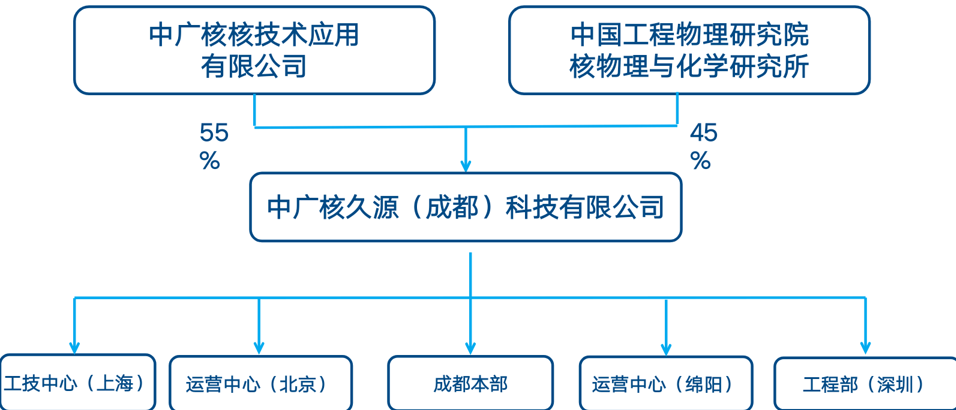 中广核核技术应用
有限公司
中国工程物理研究院
核物理与化学研究所
55
%
45
%
中广核久源（成都）科技有限公司
工技中心（上海）
运营中心（北京）
成都本部
运营中心（绵阳）
工程部（深圳）